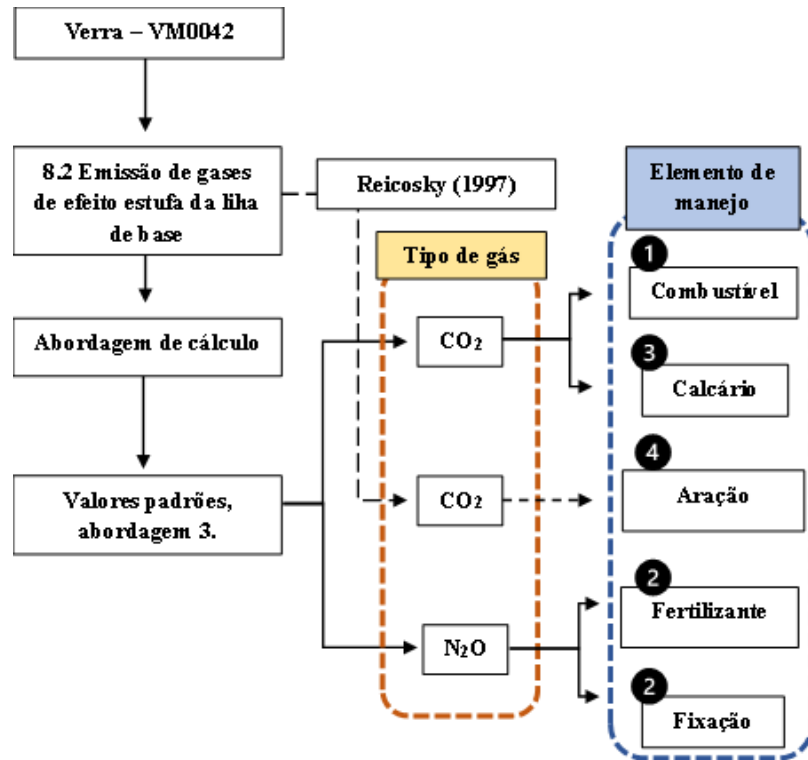 Verra – VM0042
8.2 Emissão de gases
de efeito estufa da liha
de base
Reicosky (1997)
Elemento de
manejo
Tipo de gás
1
Combustível
Abordagem de cálculo
CO₂
3
Calcário
4
Valores padrões,
abordagem 3.
CO₂
Aração
2
Fertilizante
N₂O
2
Fixação